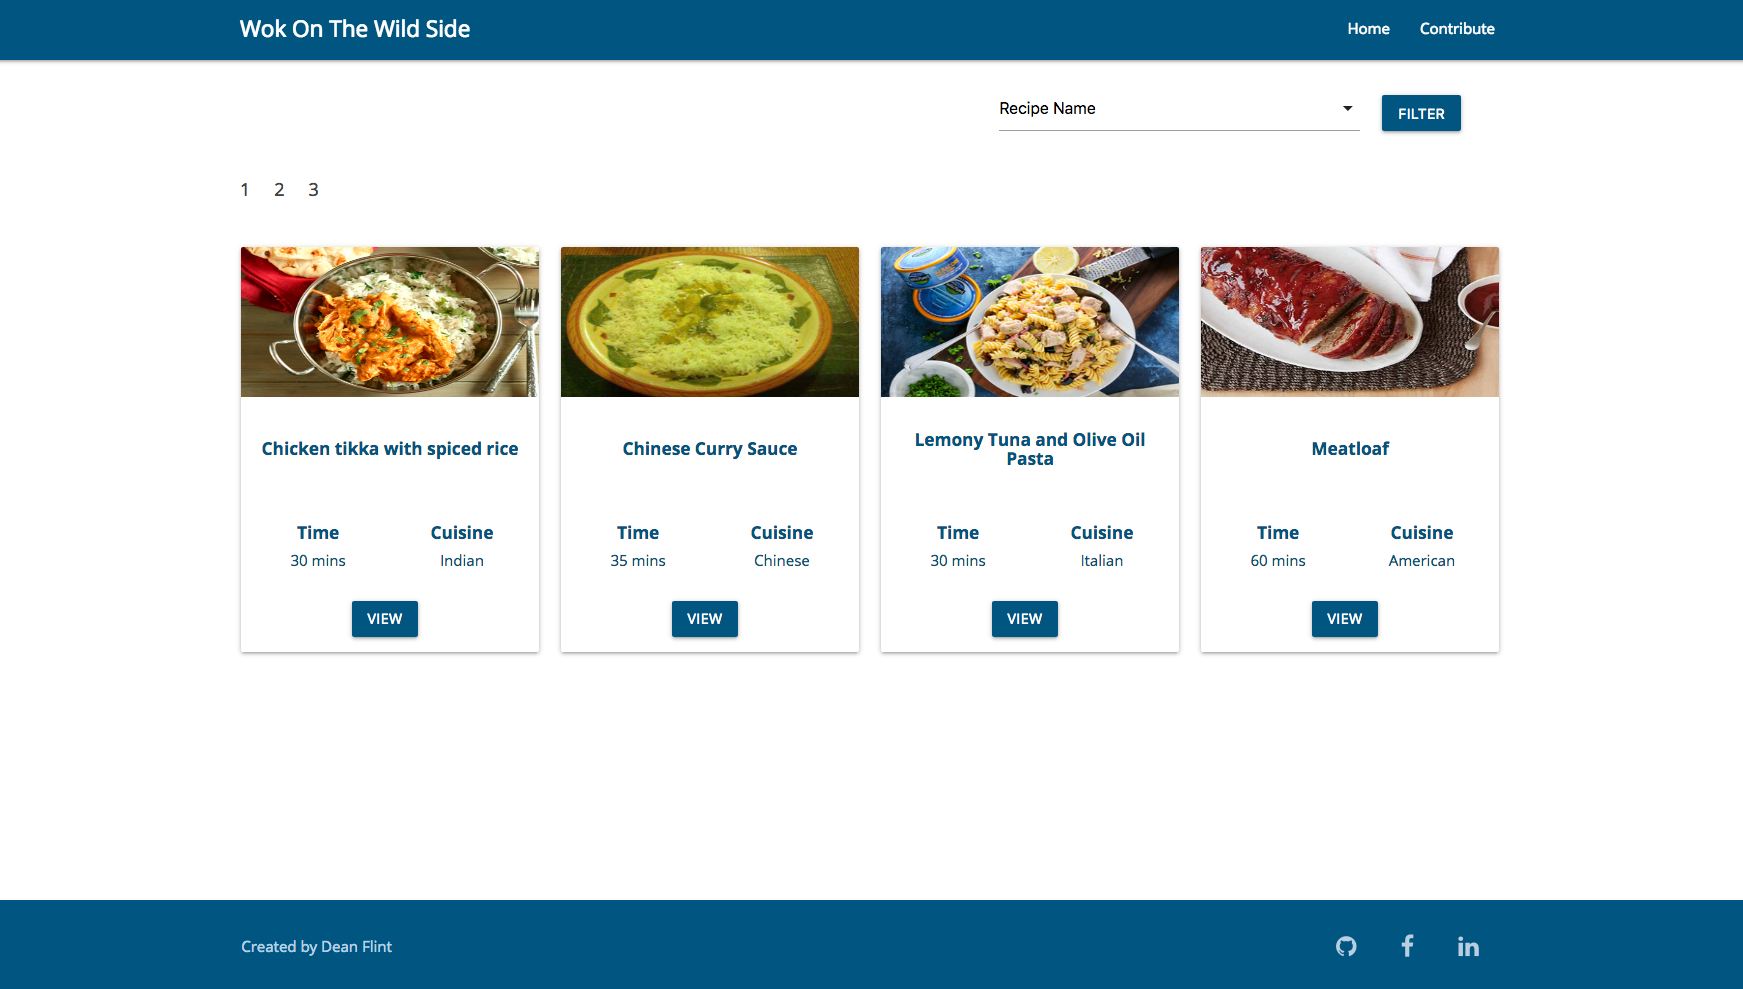 Wok On The Wild Side
Home Contribute
Recipe Name
FILTER
1 2 3
Chicken tikka with spiced rice
Time Cuisine
30 mins Indian
VIEW
Chinese Curry Sauce
Time Cuisine
35 mins Chinese
VIEW
Lemony Tuna and Olive Oil
Pasta
Time Cuisine
30 mins Italian
VIEW
Meatloaf
Time Cuisine
60 mins American
VIEW
Created by Dean Flint